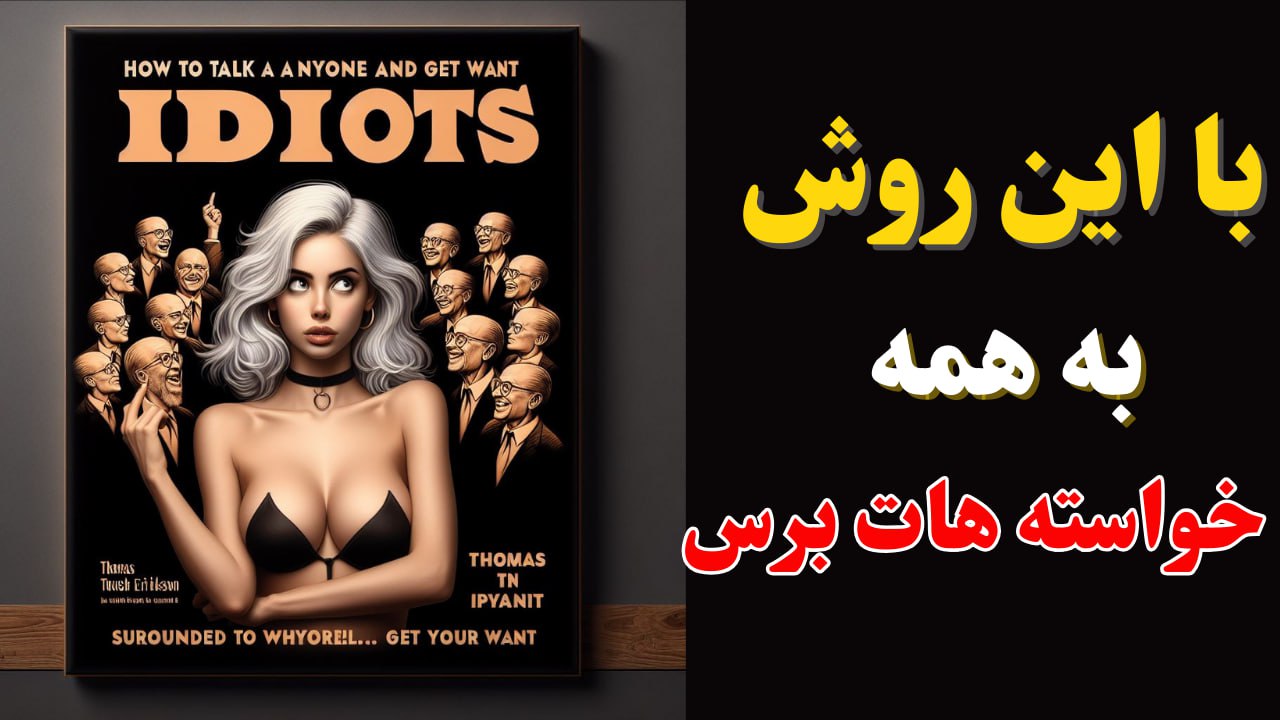 HOW TO TALK A ANYONE AND GET WANT
IDIOTS
Thomas
THOMAS
TN
IPYANIT
SUROUNDED TO WHYOREL... GET YOUR WANT
با این روش
به همه
خواسته هات برس